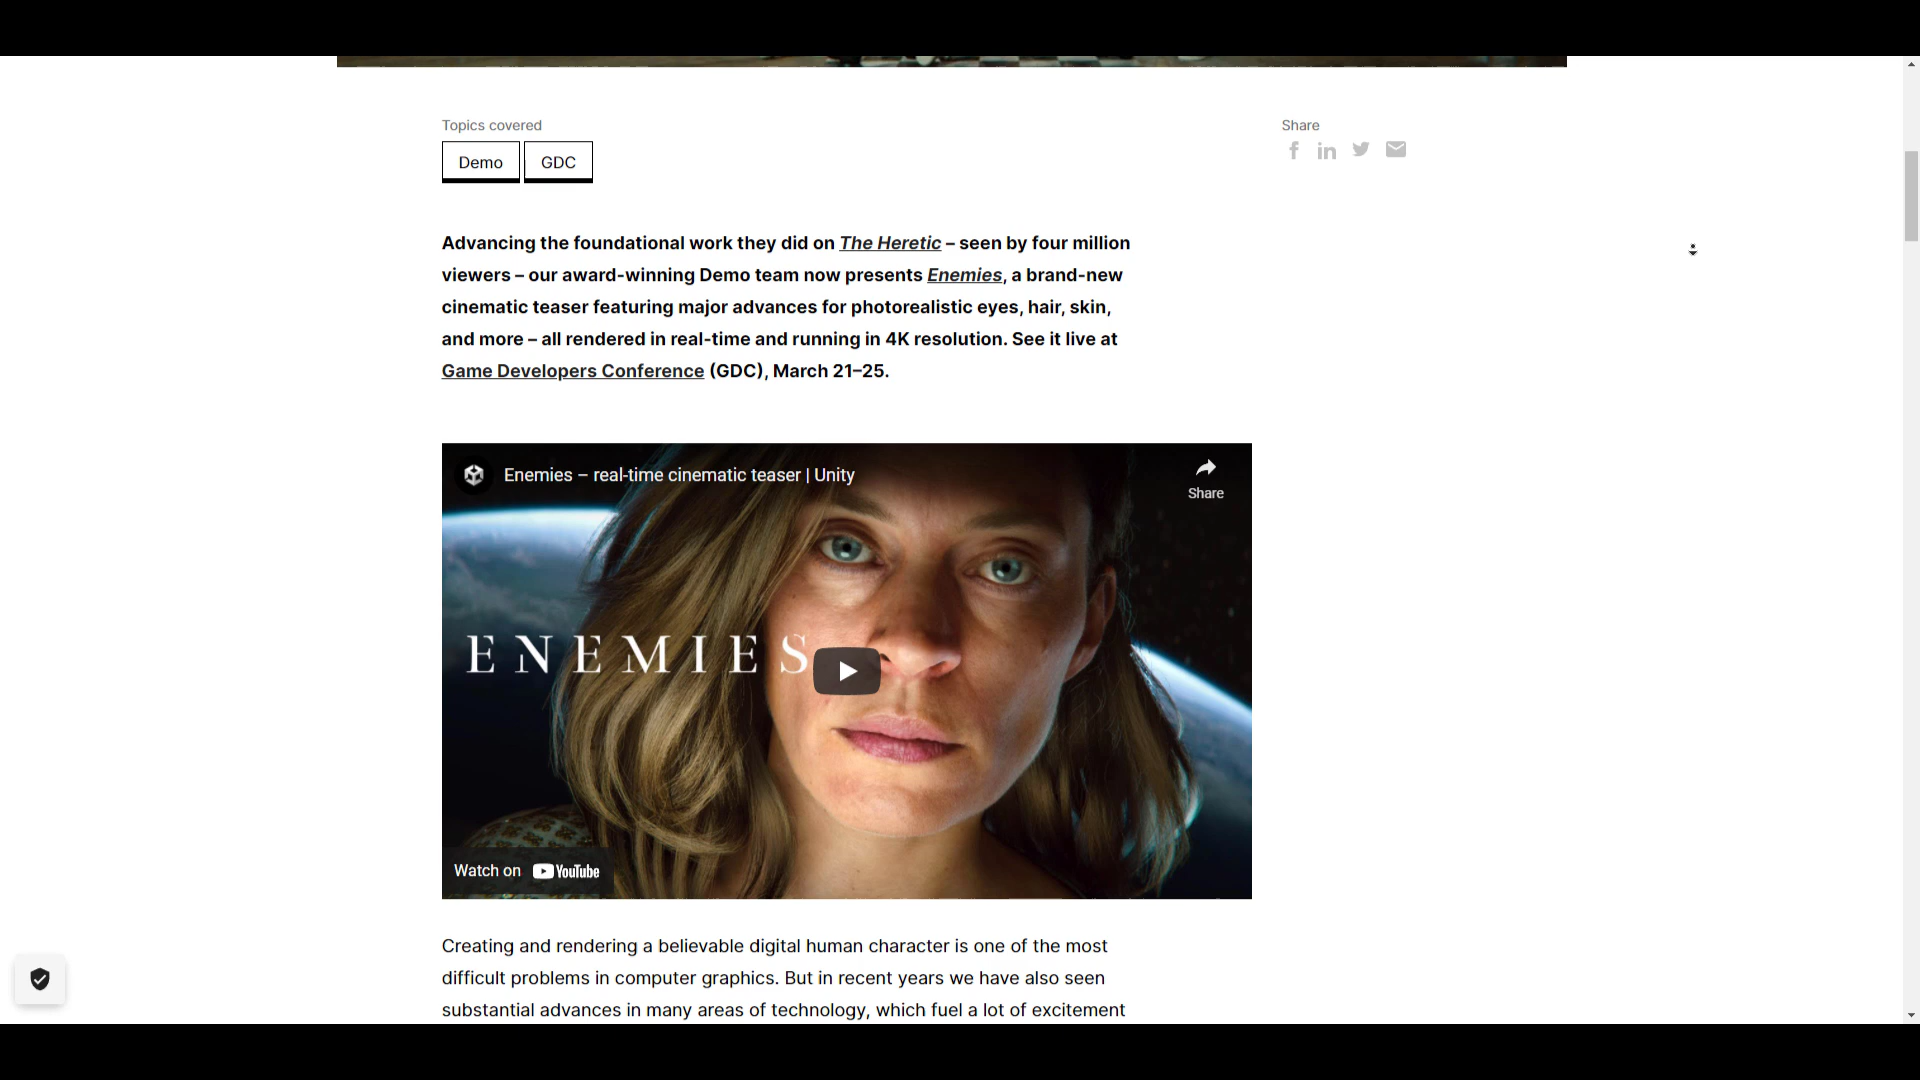 Topics covered
Share
Demo
GDC
Advancing the foundational work they did on The Heretic – seen by four million
viewers – our award-winning Demo team now presents Enemies, a brand-new
cinematic teaser featuring major advances for photorealistic eyes, hair, skin,
and more – all rendered in real-time and running in 4K resolution. See it live at
Game Developers Conference (GDC), March 21–25.
Enemies – real-time cinematic teaser | Unity
Share
ENEMIES
Watch on YouTube
Creating and rendering a believable digital human character is one of the most
difficult problems in computer graphics. But in recent years we have also seen
substantial advances in many areas of technology, which fuel a lot of excitement